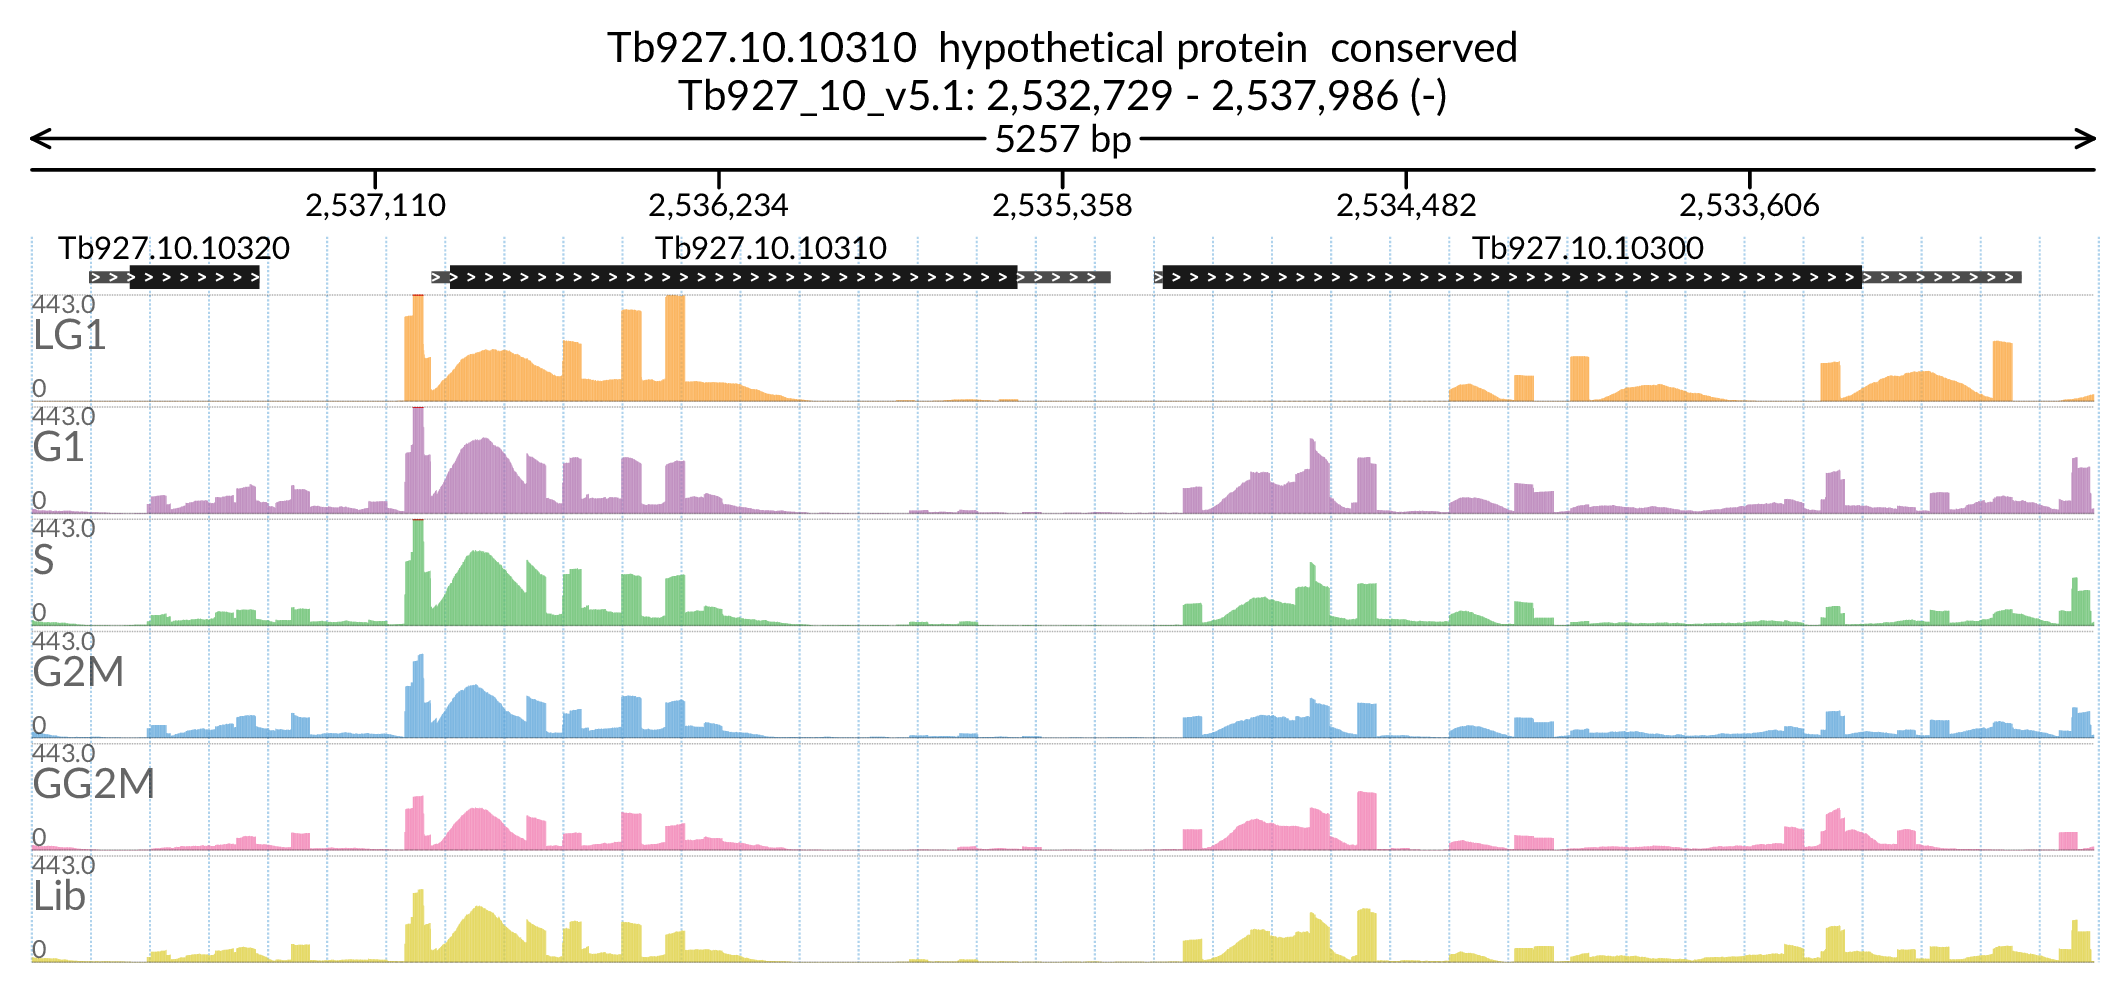 Tb927.10.10310  hypothetical protein  conserved
Tb927_10_v5.1: 2,532,729 - 2,537,986 (-)
5257 bp
2,537,110 2,536,234 2,535,358 2,534,482 2,533,606
Tb927.10.10320 Tb927.10.10310 Tb927.10.10300
443.0
LG1
0
443.0
G1
0
443.0
S
0
443.0
G2M
0
443.0
GG2M
0
443.0
Lib
0